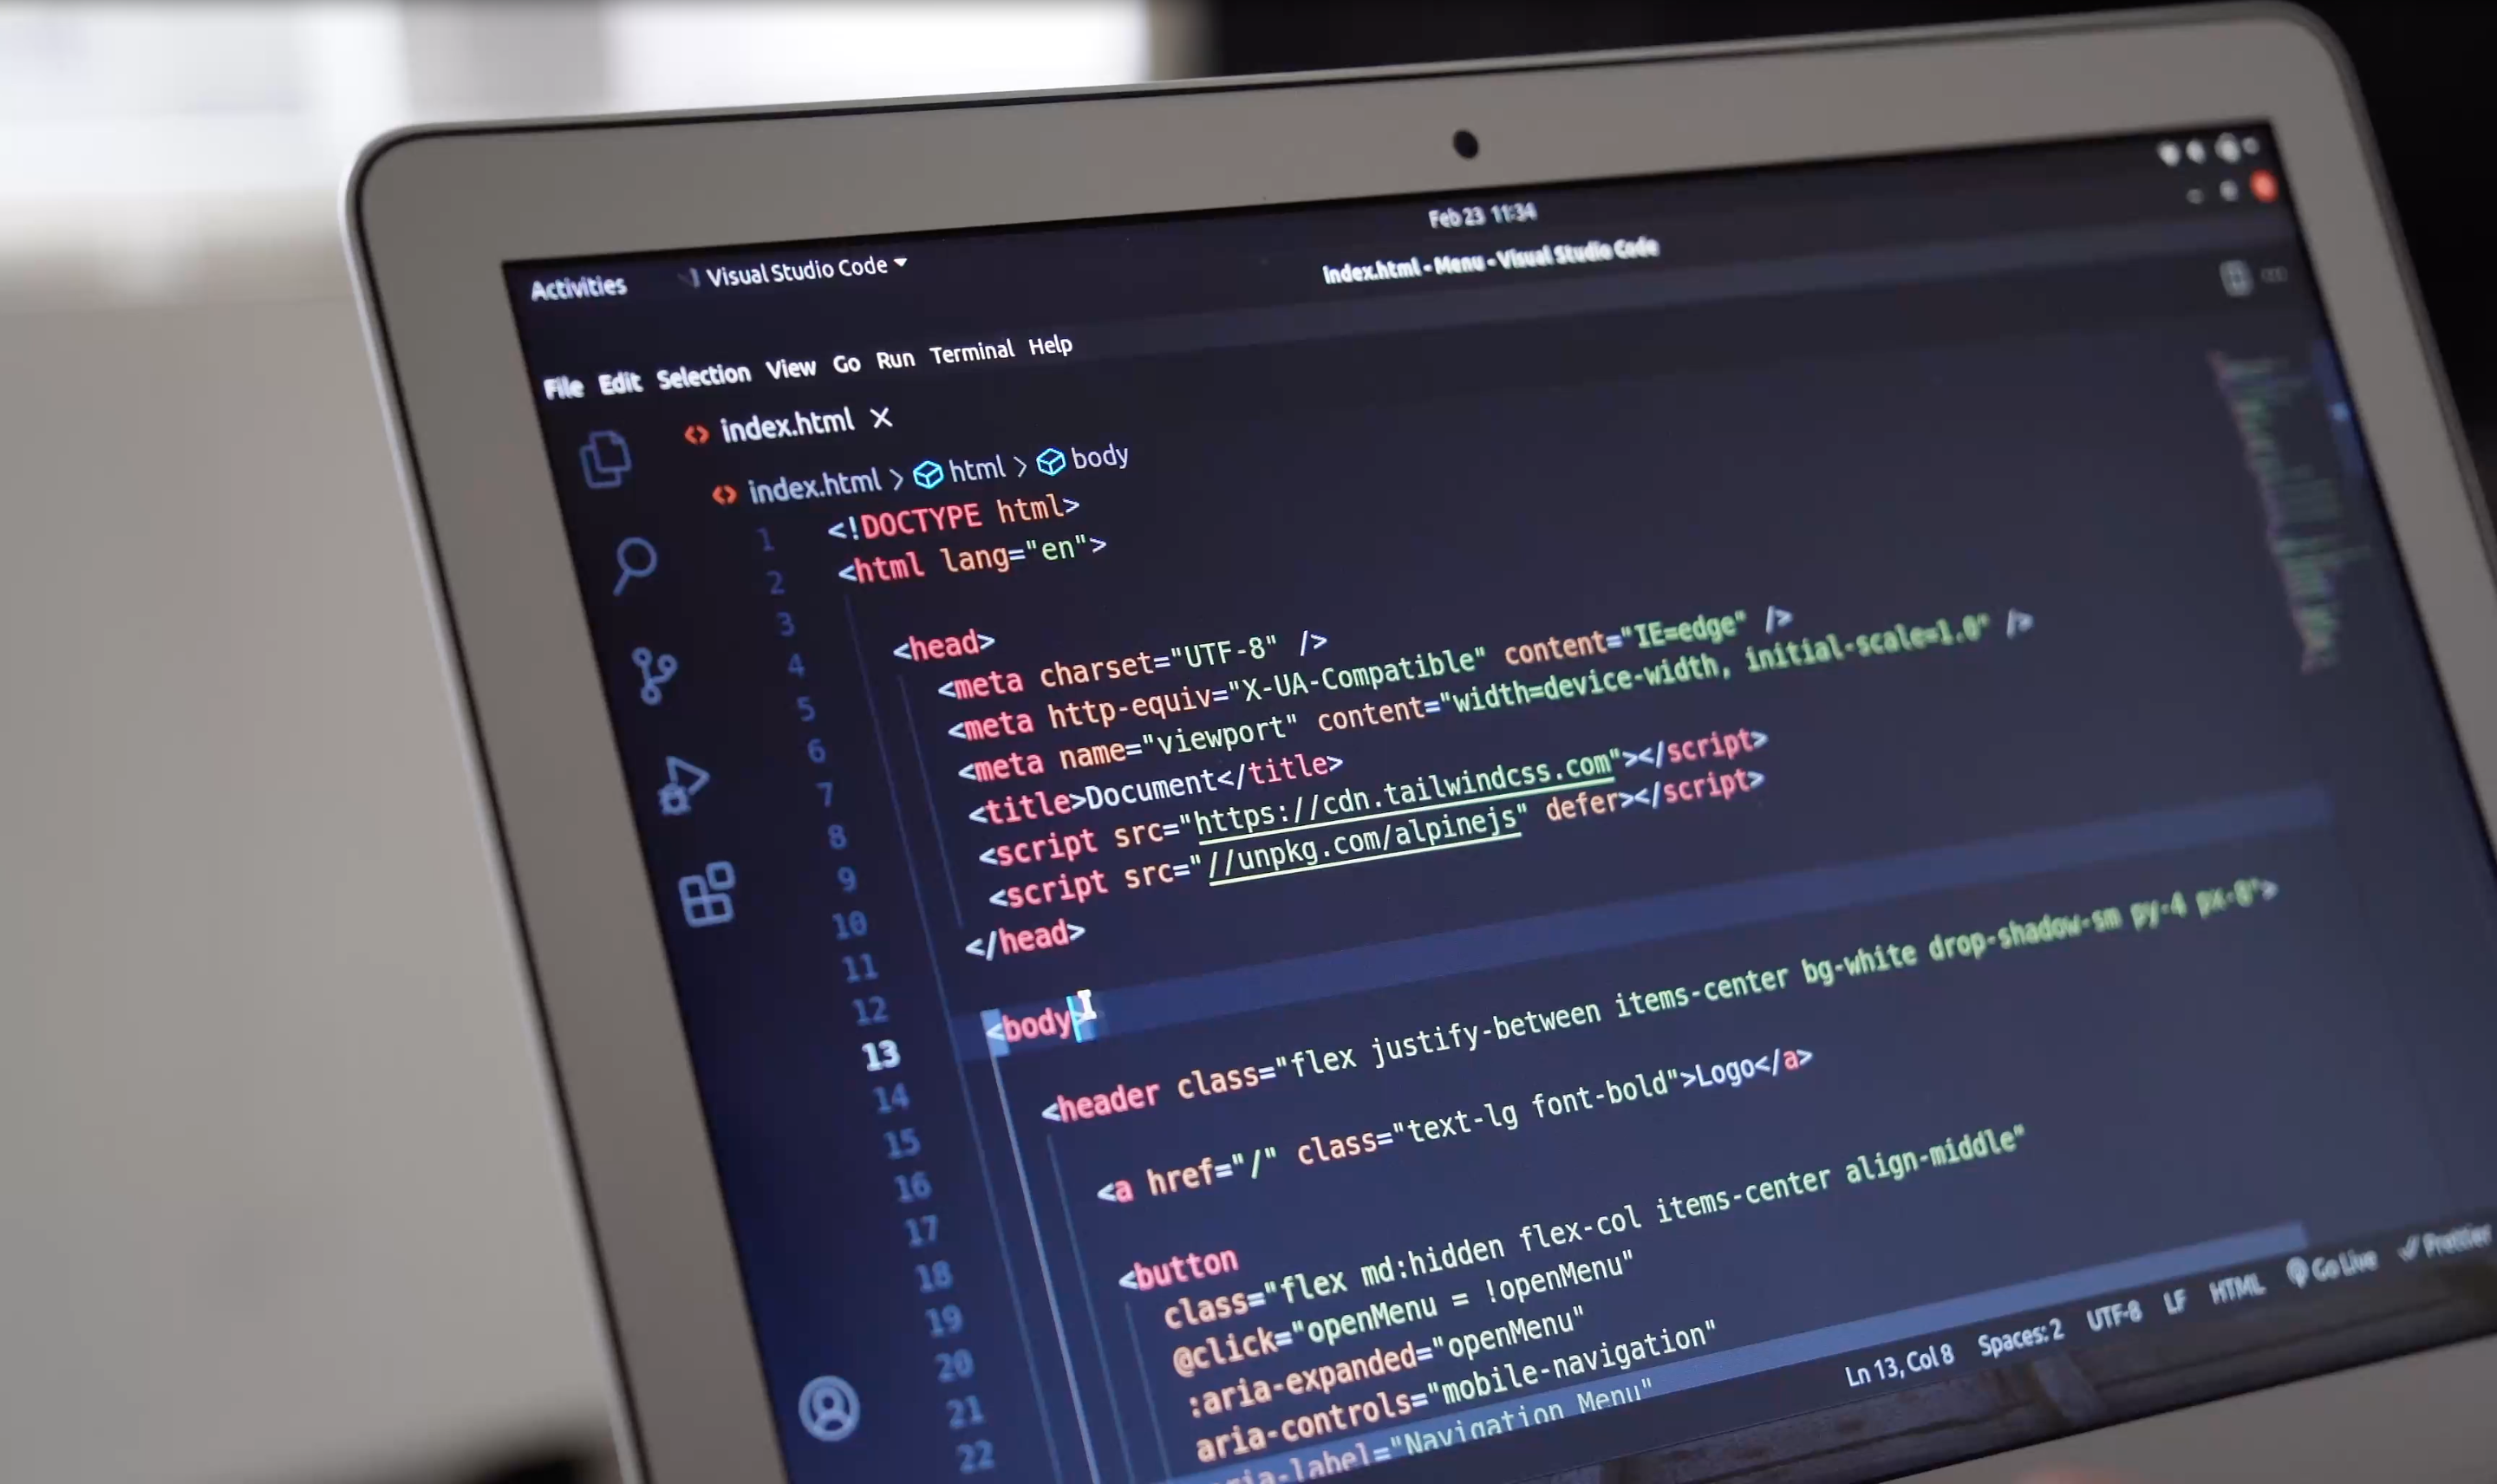 Feb 23 11:34
Activities Visual Studio Code
index.html - Menu - Visual Studio Code
File Edit Selection View Go Run Terminal Help
index.html
index.html > html > body
1 <!DOCTYPE html>
2 <html lang="en">
3
4 <head>
5 <meta charset="UTF-8" />
6 <meta http-equiv="X-UA-Compatible" content="IE=edge" />
7 <meta name="viewport" content="width=device-width, initial-scale=1.0" />
8 <title>Document</title>
9 <script src="https://cdn.tailwindcss.com"></script>
10 <script src="//unpkg.com/alpinejs" defer></script>
11 </head>
12
13 <body>
14
15 <header class="flex justify-between items-center bg-white drop-shadow-sm py-4 px-8">
16
17 <a href="/" class="text-lg font-bold">Logo</a>
18
19 <button
20 class="flex md:hidden flex-col items-center align-middle"
21 @click="openMenu = !openMenu"
22 :aria-expanded="openMenu"
aria-controls="mobile-navigation"
aria-label="Navigation Menu"
Ln 13, Col 8 Spaces: 2 UTF-8 LF HTML Go Live Prettier